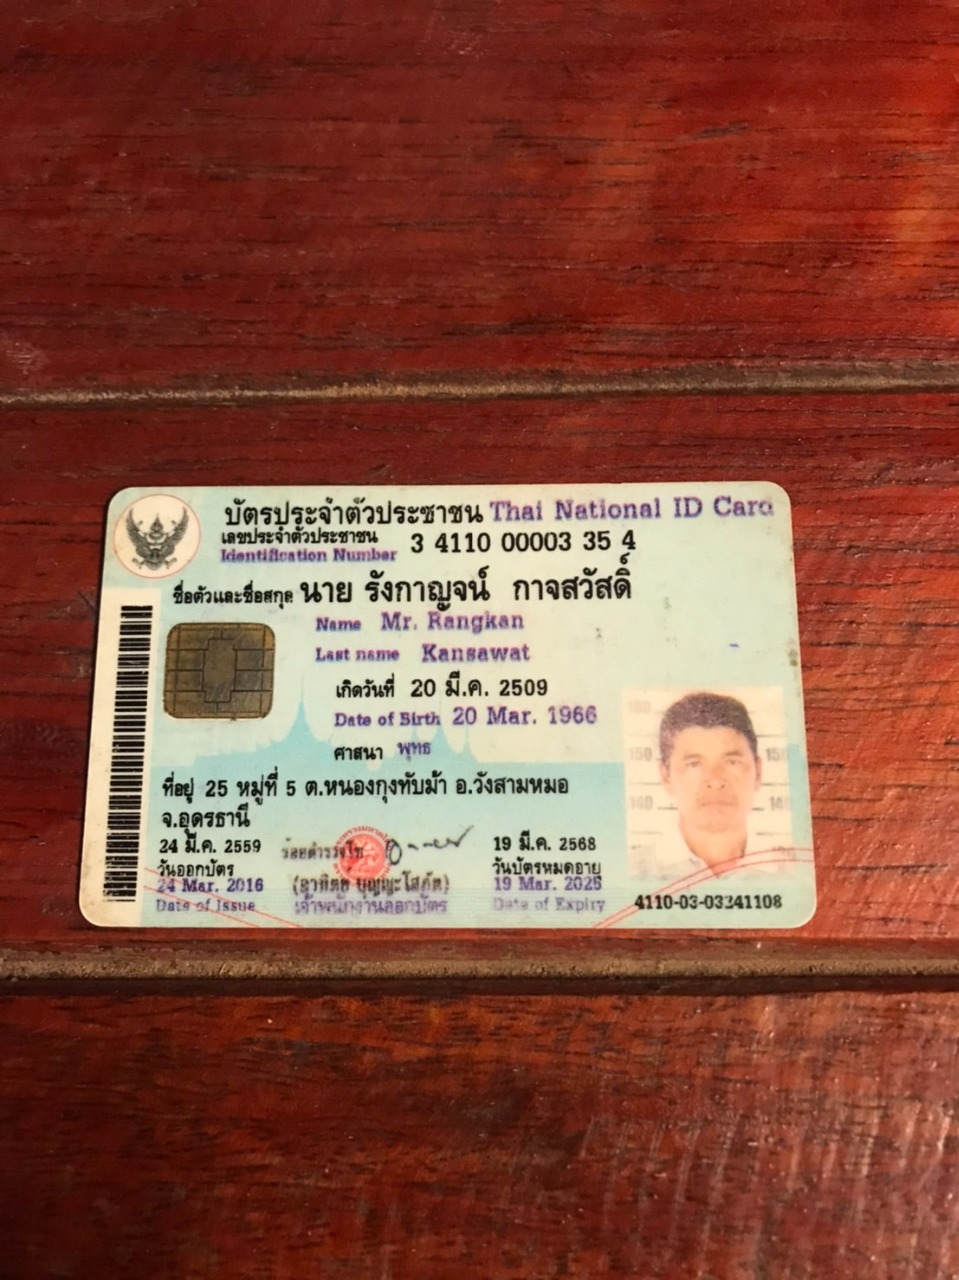 บัตรประจำตัวประชาชน Thai National ID Card
เลขประจำตัวประชาชน 3 4110 00003 35 4
Identification Number
ชื่อตัวและชื่อสกุล นาย รังกาญจน์ กาจสวัสดิ์
Name Mr. Rangkan
Last name Kansawat
เกิดวันที่ 20 มี.ค. 2509
Date of Birth 20 Mar. 1966
ศาสนา พุทธ
ที่อยู่ 25 หมู่ที่ 5 ต.หนองกุงทับม้า อ.วังสามหมอ
จ.อุดรธานี
24 มี.ค. 2559
วันออกบัตร
24 Mar. 2016
Date of Issue
เจ้าพนักงานออกบัตร
19 มี.ค. 2568
วันบัตรหมดอายุ
19 Mar. 2025
Date of Expiry
180
150 150
140 140
4110-03-03241108